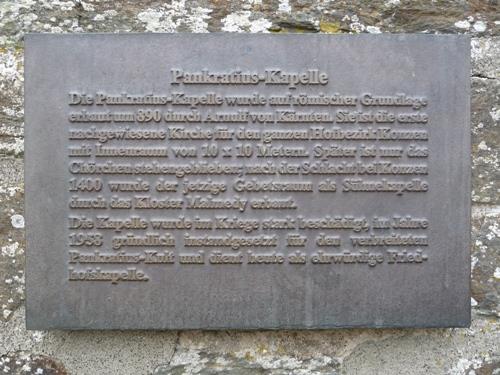 Pankratius-Kapelle
Die Pankratius-Kapelle wurde auf römischer Grundlage
erbaut um 890 durch Arnulf von Kärnten. Sie ist die erste
nachgewiesene Kirche für den ganzen Hofbezirk Konzen
mit Innenraum von 10 x 10 Metern. Später ist nur das
Chörchen stehengeblieben; nach der Schlacht bei Konzen
1400 wurde der jetzige Gebetsraum als Sühnekapelle
durch das Kloster Malmedy erbaut.
Die Kapelle wurde im Kriege stark beschädigt, im Jahre
1958 gründlich instandgesetzt für den verbreiteten
Pankratius-Kult und dient heute als ehrwürdige Fried-
hofskapelle.